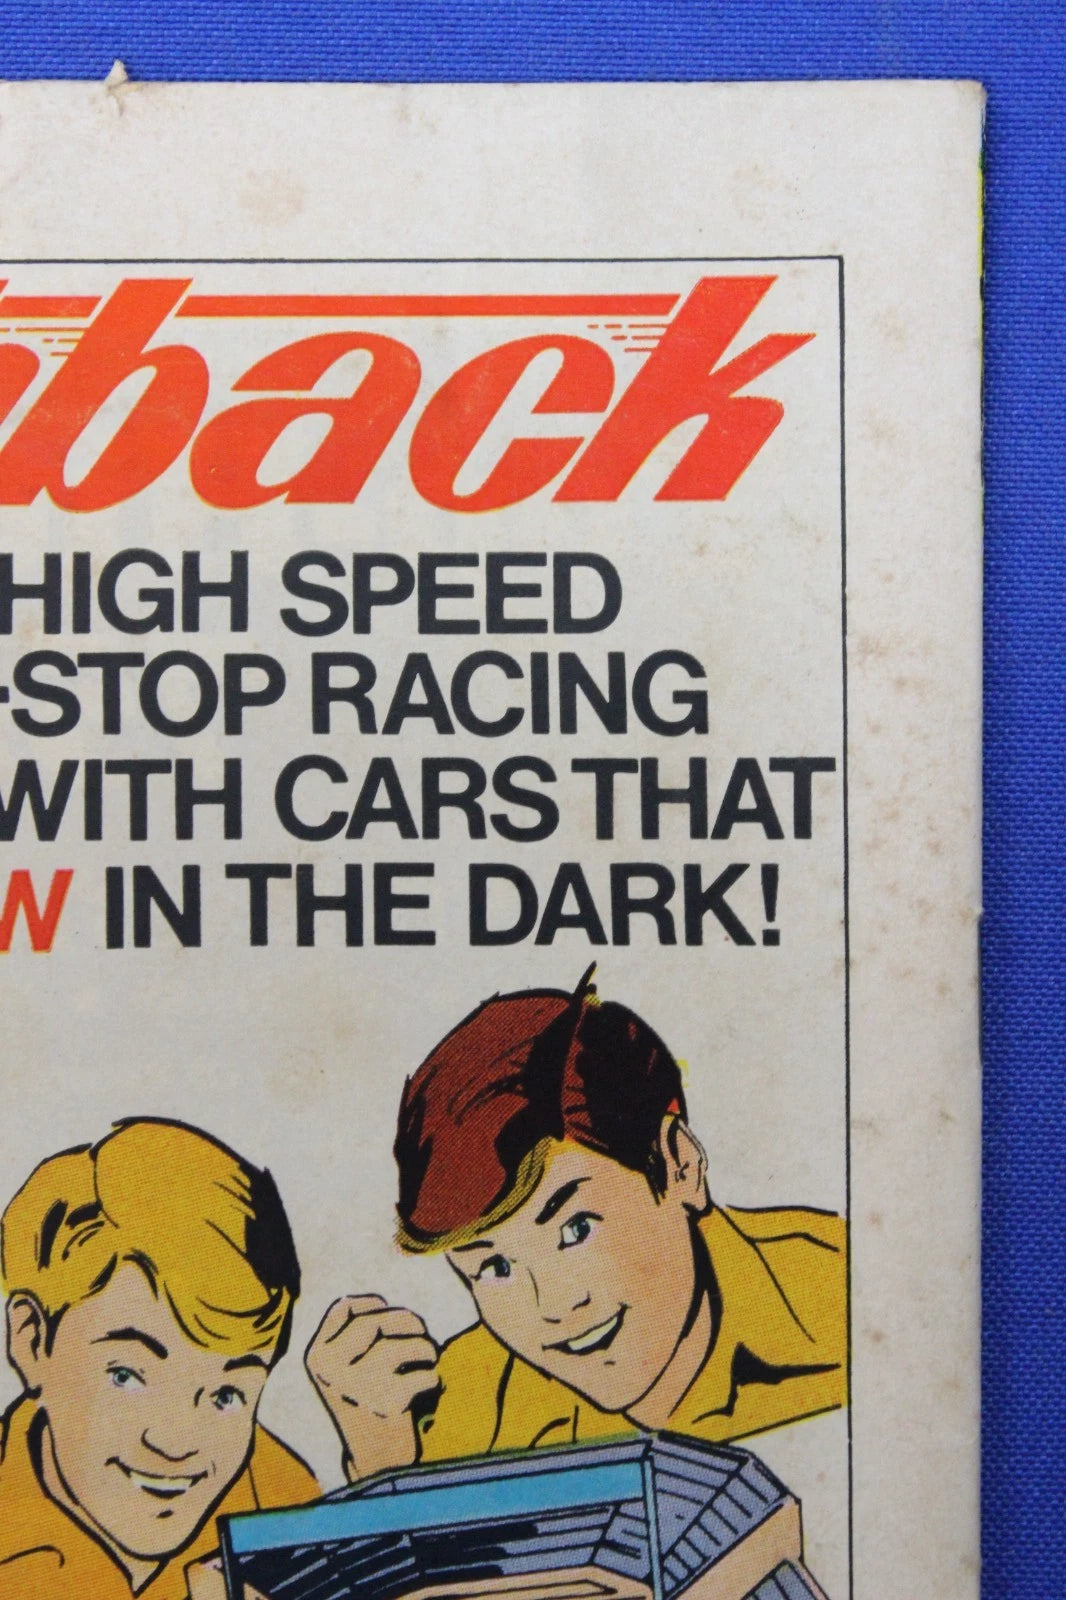 back
HIGH SPEED
-STOP RACING
WITH CARS THAT
W IN THE DARK!